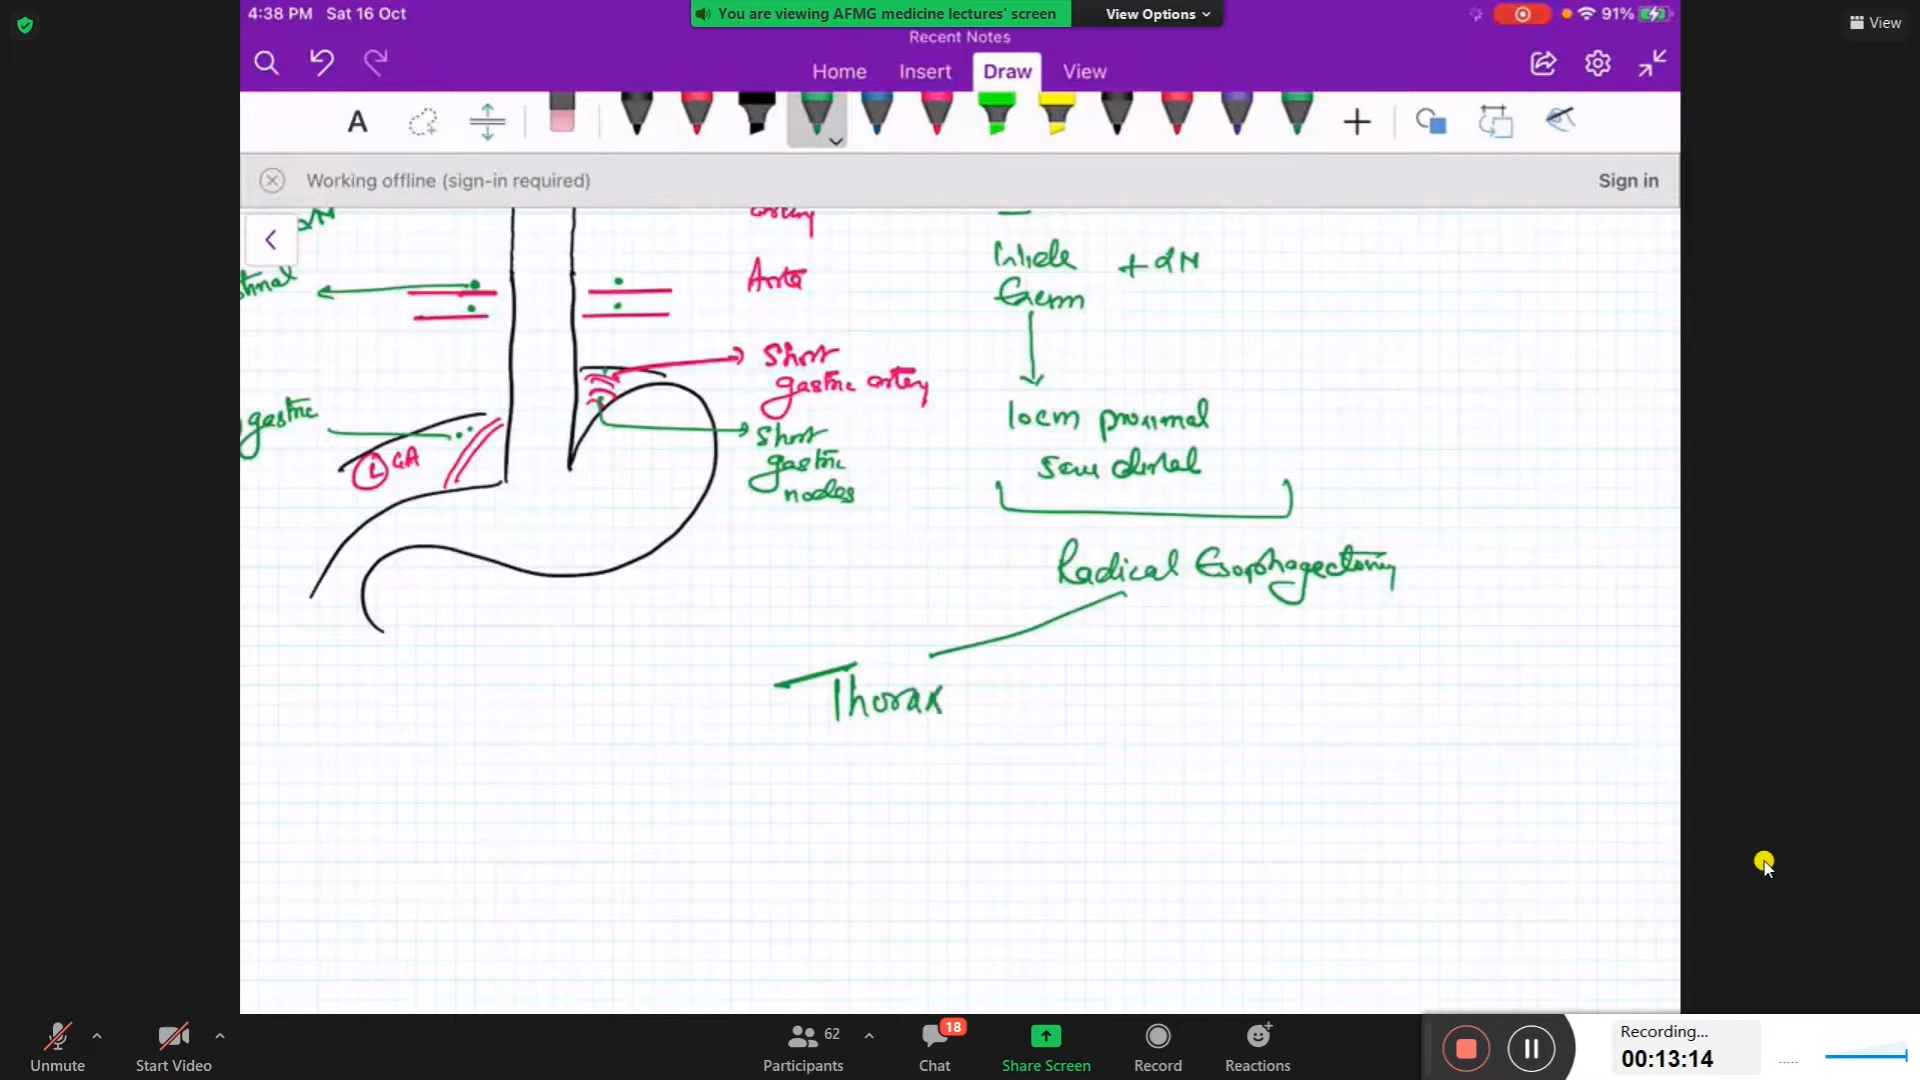 4:38 PM Sat 16 Oct
You are viewing AFMG medicine lectures' screen
View Options
91%
View
Recent Notes
Home
Insert
Draw
View
A
Working offline (sign-in required)
Sign in
LN
artery
Aorta
gastric
L GA
Short
gastric artery
Short
gastric
nodes
Whole
+ LN
10cm proximal
5cm distal
Radical Esophagectomy
Thorax
Unmute
Start Video
62
Participants
18
Chat
Share Screen
Record
Reactions
Recording...
00:13:14